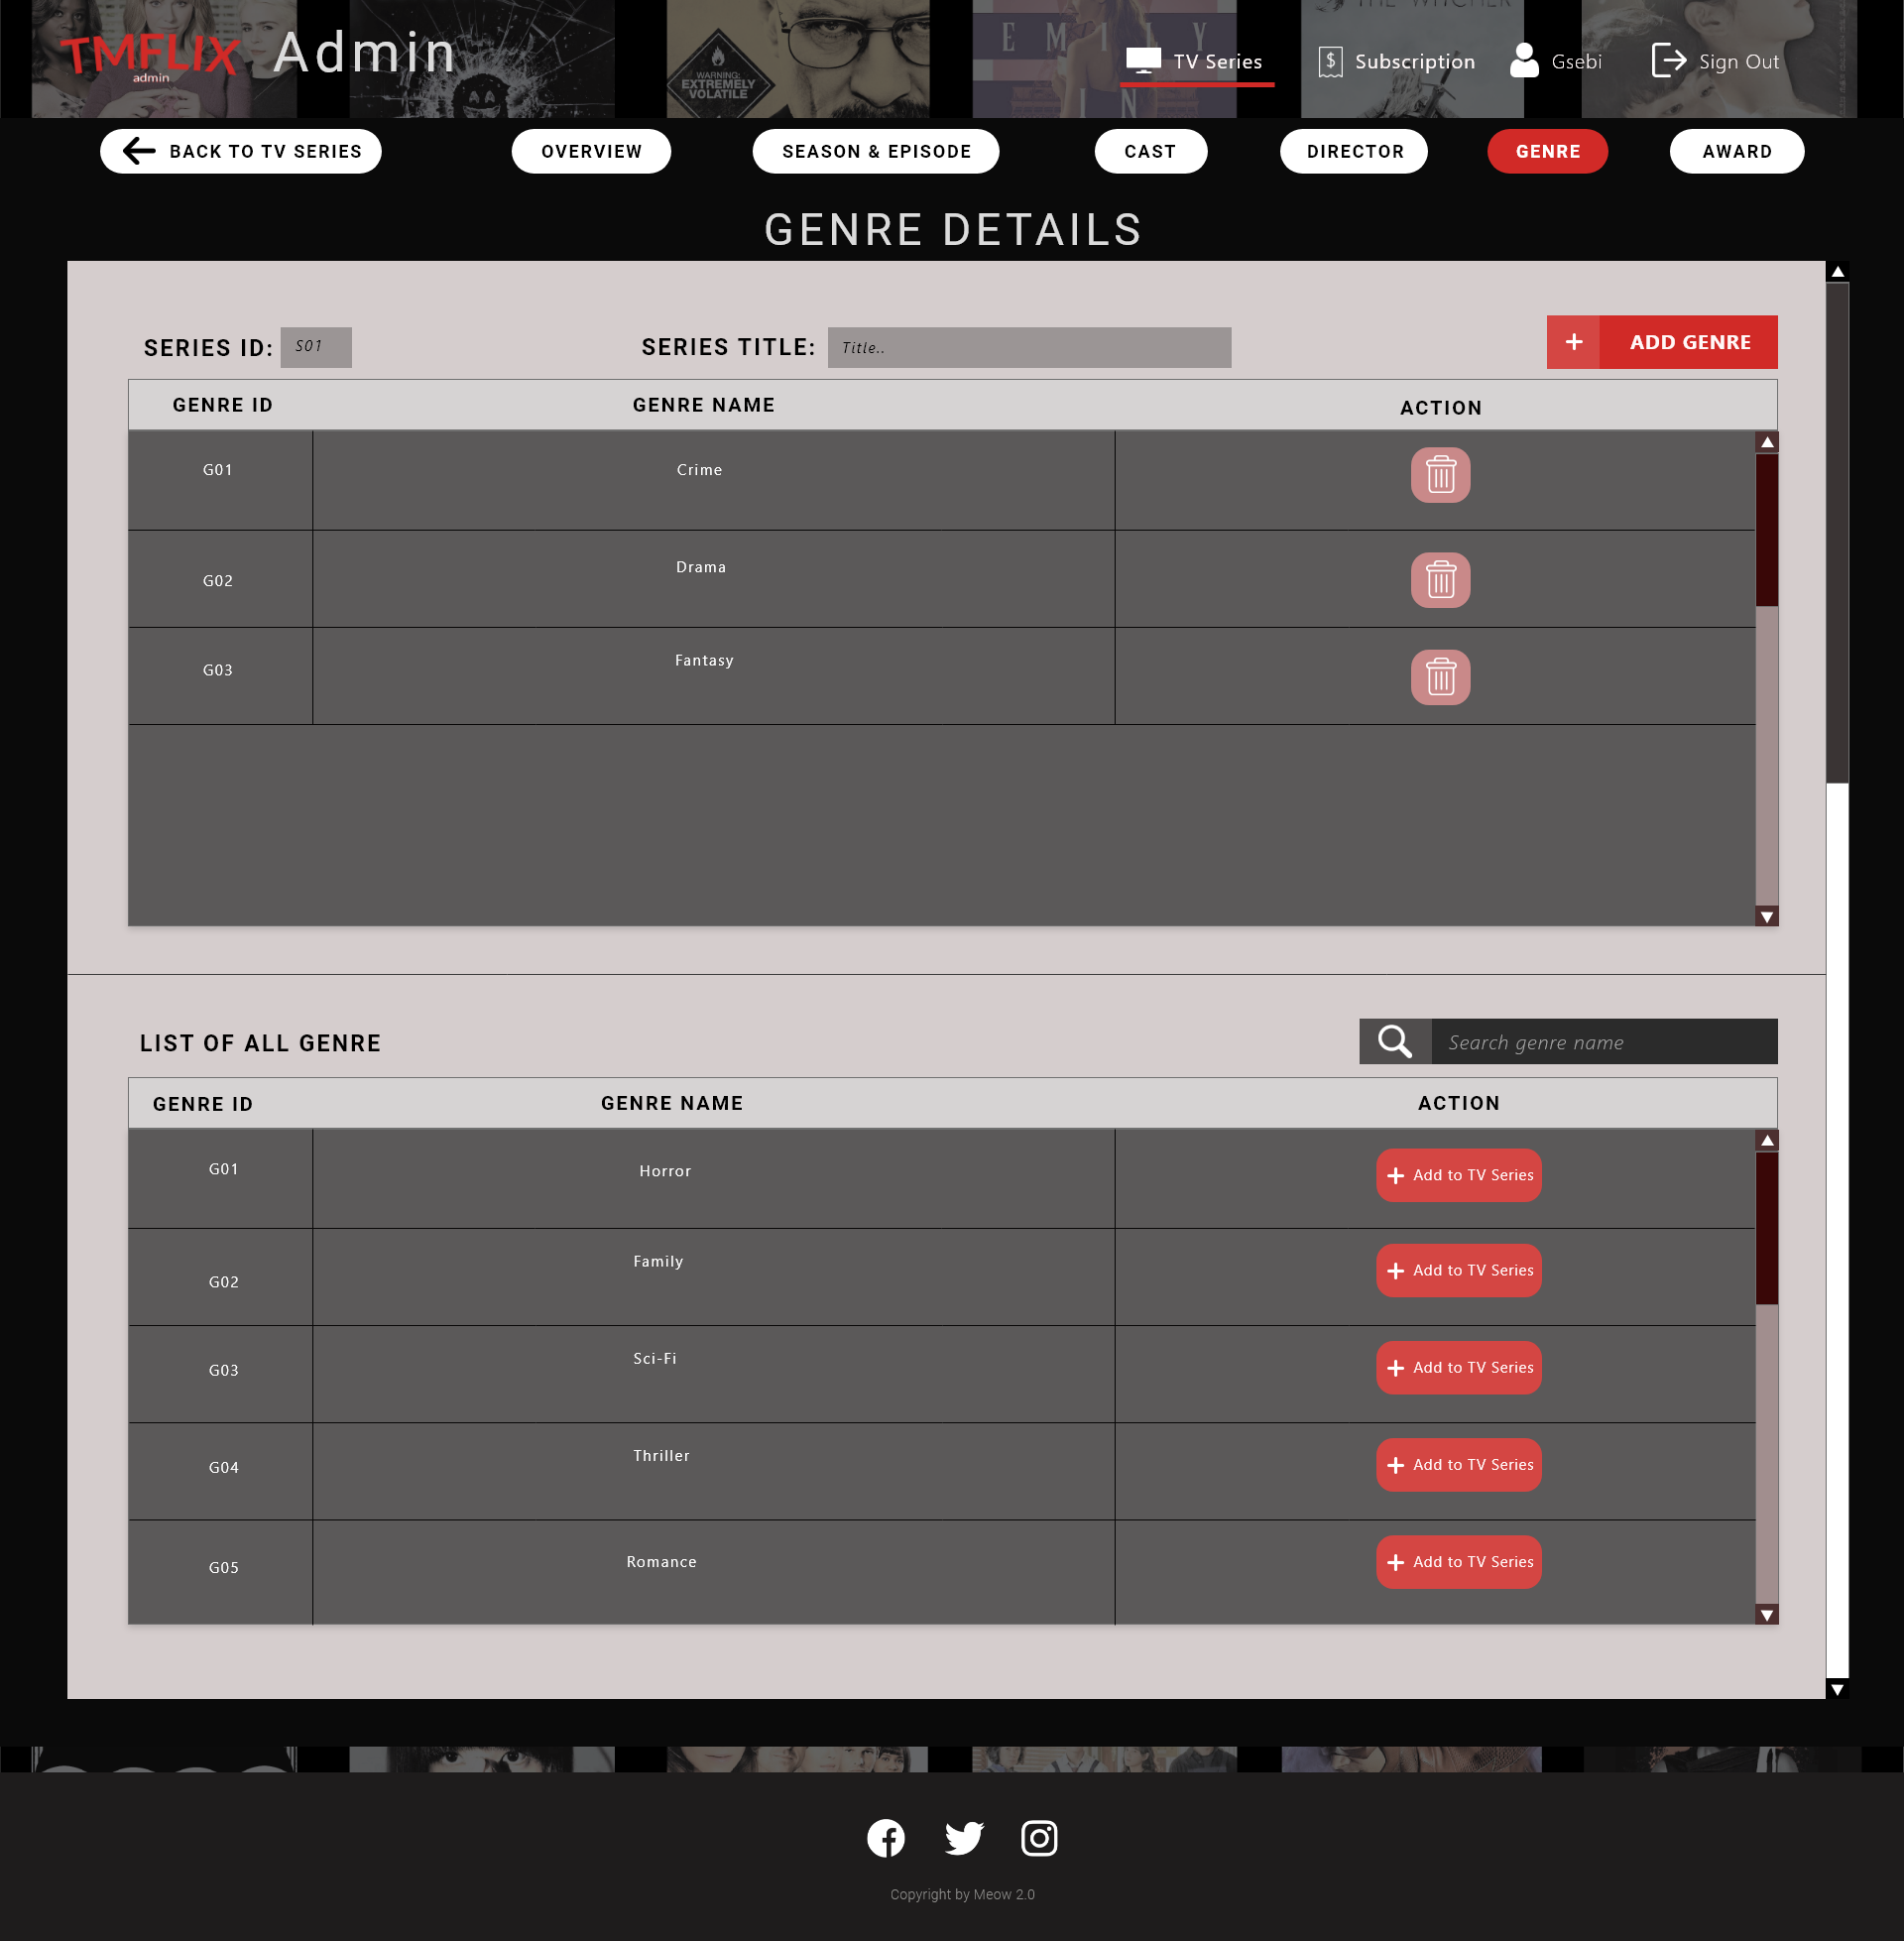 THE WITCHER
EMILY
IN
WARNING:
EXTREMELY
VOLATILE
TMFLIX
admin
Admin
TV Series
$ Subscription
Gsebi
Sign Out
BACK TO TV SERIES
OVERVIEW
SEASON & EPISODE
CAST
DIRECTOR
GENRE
AWARD
GENRE DETAILS
SERIES ID: S01
SERIES TITLE: Title..
+ ADD GENRE
GENRE ID GENRE NAME ACTION
G01 Crime
G02 Drama
G03 Fantasy
LIST OF ALL GENRE
Search genre name
GENRE ID GENRE NAME ACTION
G01 Horror + Add to TV Series
G02 Family + Add to TV Series
G03 Sci-Fi + Add to TV Series
G04 Thriller + Add to TV Series
G05 Romance + Add to TV Series
Copyright by Meow 2.0